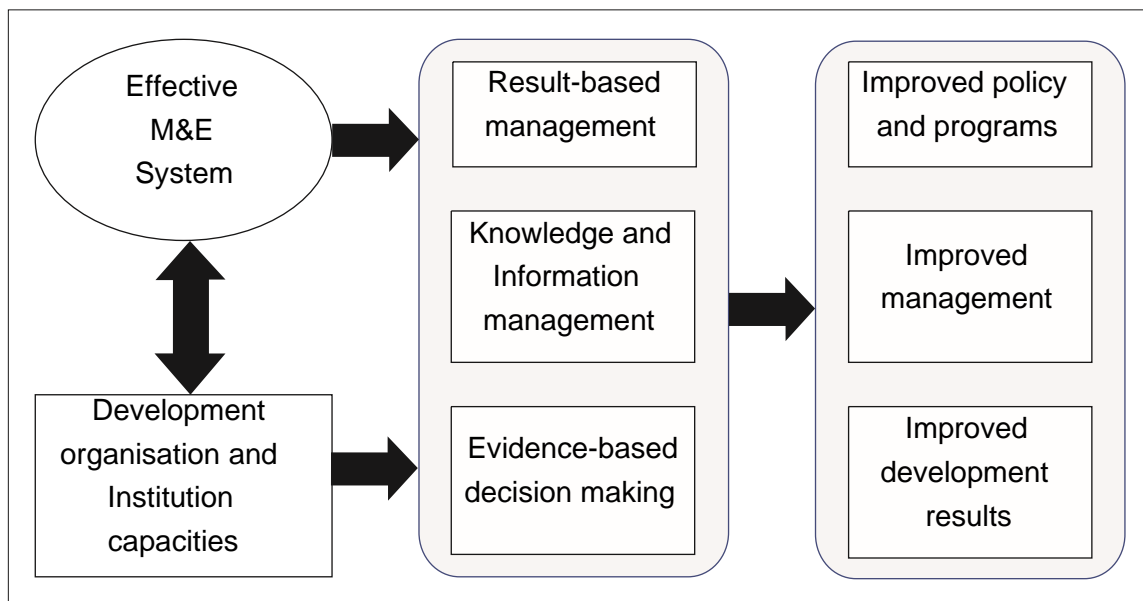 Effective
M&E
System
Development
organisation and
Institution
capacities
Result-based
management
Knowledge and
Information
management
Evidence-based
decision making
Improved policy
and programs
Improved
management
Improved
development
results